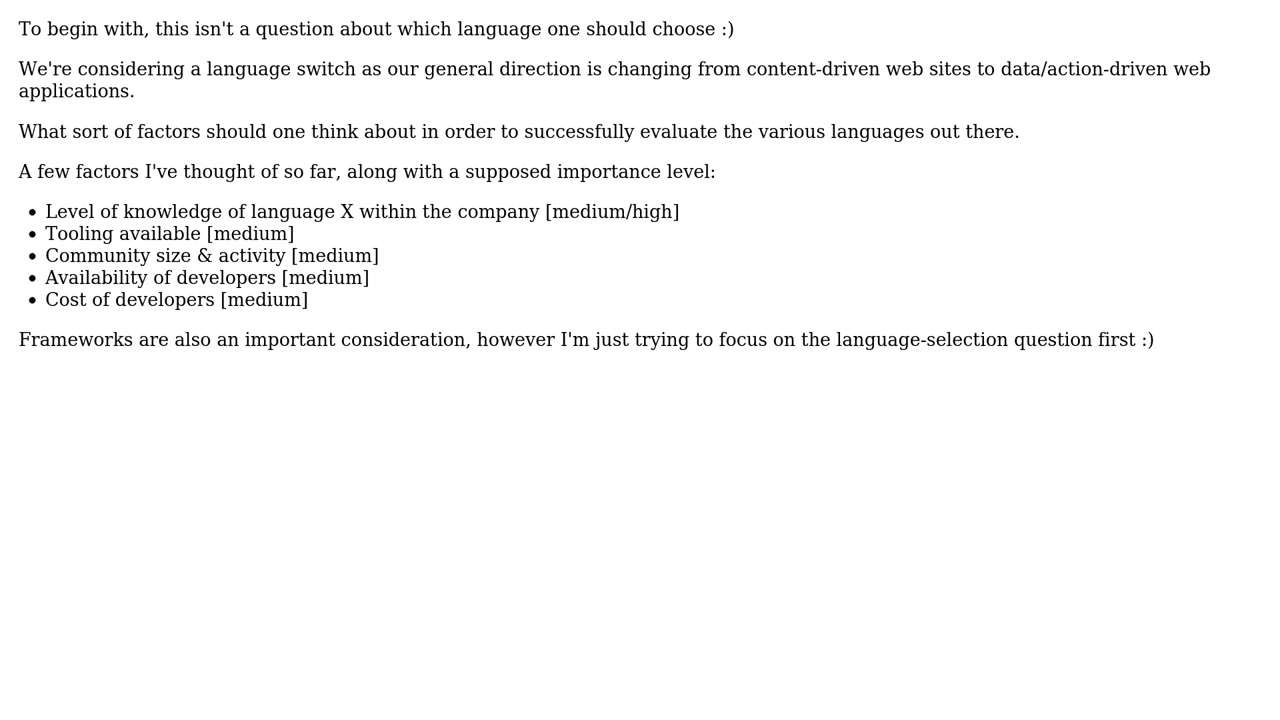 To begin with, this isn't a question about which language one should choose :)
We're considering a language switch as our general direction is changing from content-driven web sites to data/action-driven web
applications.
What sort of factors should one think about in order to successfully evaluate the various languages out there.
A few factors I've thought of so far, along with a supposed importance level:
• Level of knowledge of language X within the company [medium/high]
• Tooling available [medium]
• Community size & activity [medium]
• Availability of developers [medium]
• Cost of developers [medium]
Frameworks are also an important consideration, however I'm just trying to focus on the language-selection question first :)